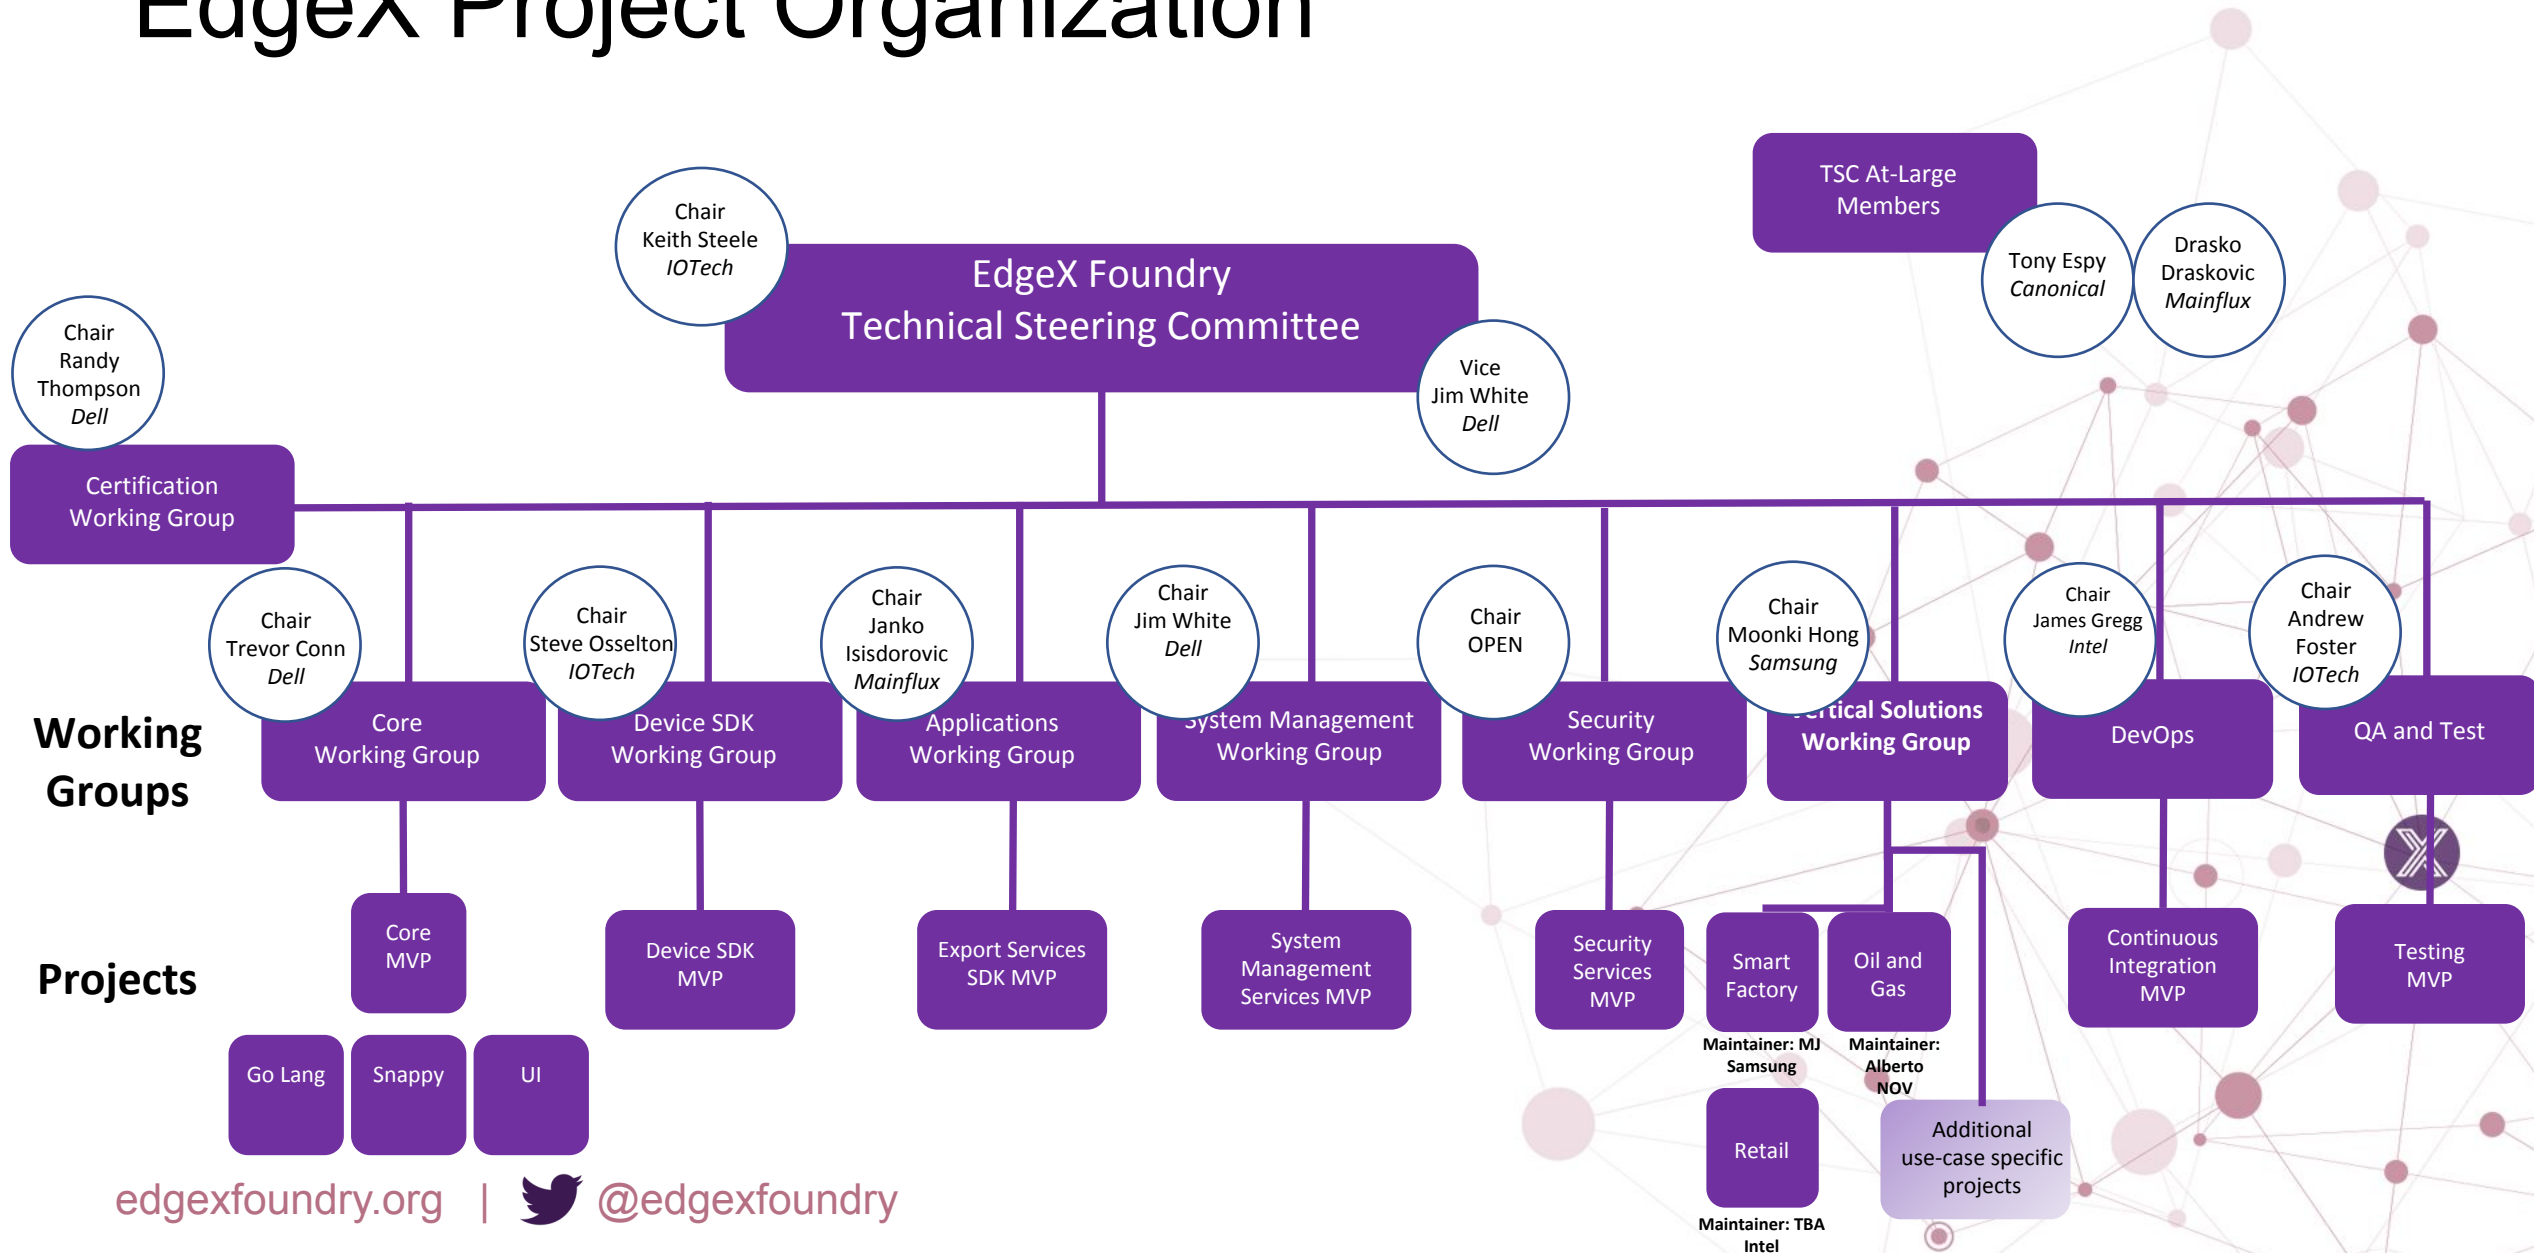 EdgeX Project Organization
TSC At-Large
Members
Tony Espy
Canonical
Drasko
Draskovic
Mainflux
Chair
Keith Steele
IOTech
EdgeX Foundry
Technical Steering Committee
Vice
Jim White
Dell
Chair
Randy
Thompson
Dell
Certification
Working Group
Chair
Trevor Conn
Dell
Chair
Steve Osselton
IOTech
Chair
Janko
Isisdorovic
Mainflux
Chair
Jim White
Dell
Chair
OPEN
Chair
Moonki Hong
Samsung
Chair
James Gregg
Intel
Chair
Andrew
Foster
IOTech
Working
Groups
Core
Working Group
Device SDK
Working Group
Applications
Working Group
System Management
Working Group
Security
Working Group
Vertical Solutions
Working Group
DevOps
QA and Test
Projects
Core
MVP
Device SDK
MVP
Export Services
SDK MVP
System
Management
Services MVP
Security
Services
MVP
Smart
Factory
Oil and
Gas
Continuous
Integration
MVP
Testing
MVP
Maintainer: MJ
Samsung
Maintainer:
Alberto
NOV
Go Lang
Snappy
UI
Retail
Additional
use-case specific
projects
Maintainer: TBA
Intel
edgexfoundry.org | @edgexfoundry